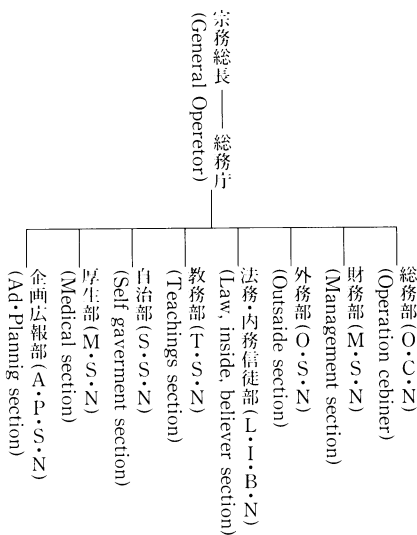 宗務総長 ── 総務庁
(General Operetor)
総務部(O・C・N)
(Operation cebiner)
財務部(M・S・N)
(Management section)
外務部(O・S・N)
(Outsaide section)
法務・内務信徒部(L・I・B・N)
(Law, inside, believer section)
教務部(T・S・N)
(Teachings section)
自治部(S・S・N)
(Self gaverment section)
厚生部(M・S・N)
(Medical section)
企画広報部(A・P・S・N)
(Ad・Plannig section)